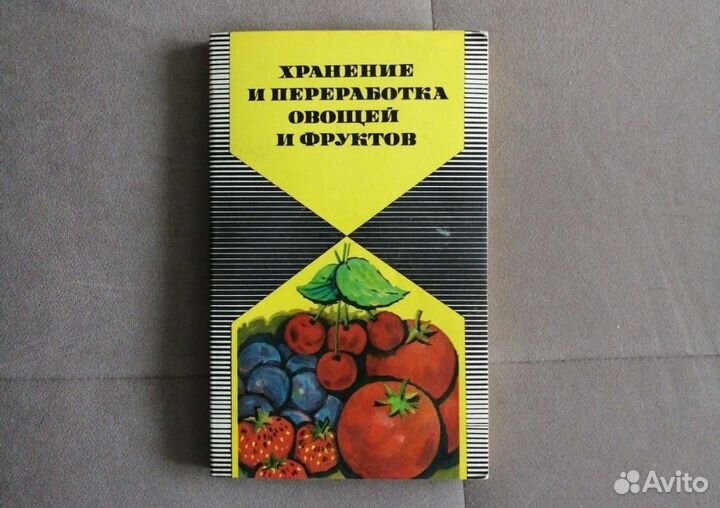 ХРАНЕНИЕ
И ПЕРЕРАБОТКА
ОВОЩЕЙ
И ФРУКТОВ
Avito